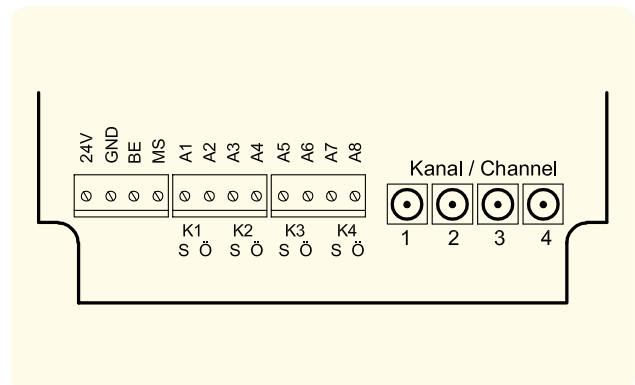 24V GND BE MS A1 A2 A3 A4 A5 A6 A7 A8
Kanal / Channel
K1 K2 K3 K4
S Ö S Ö S Ö S Ö
1 2 3 4